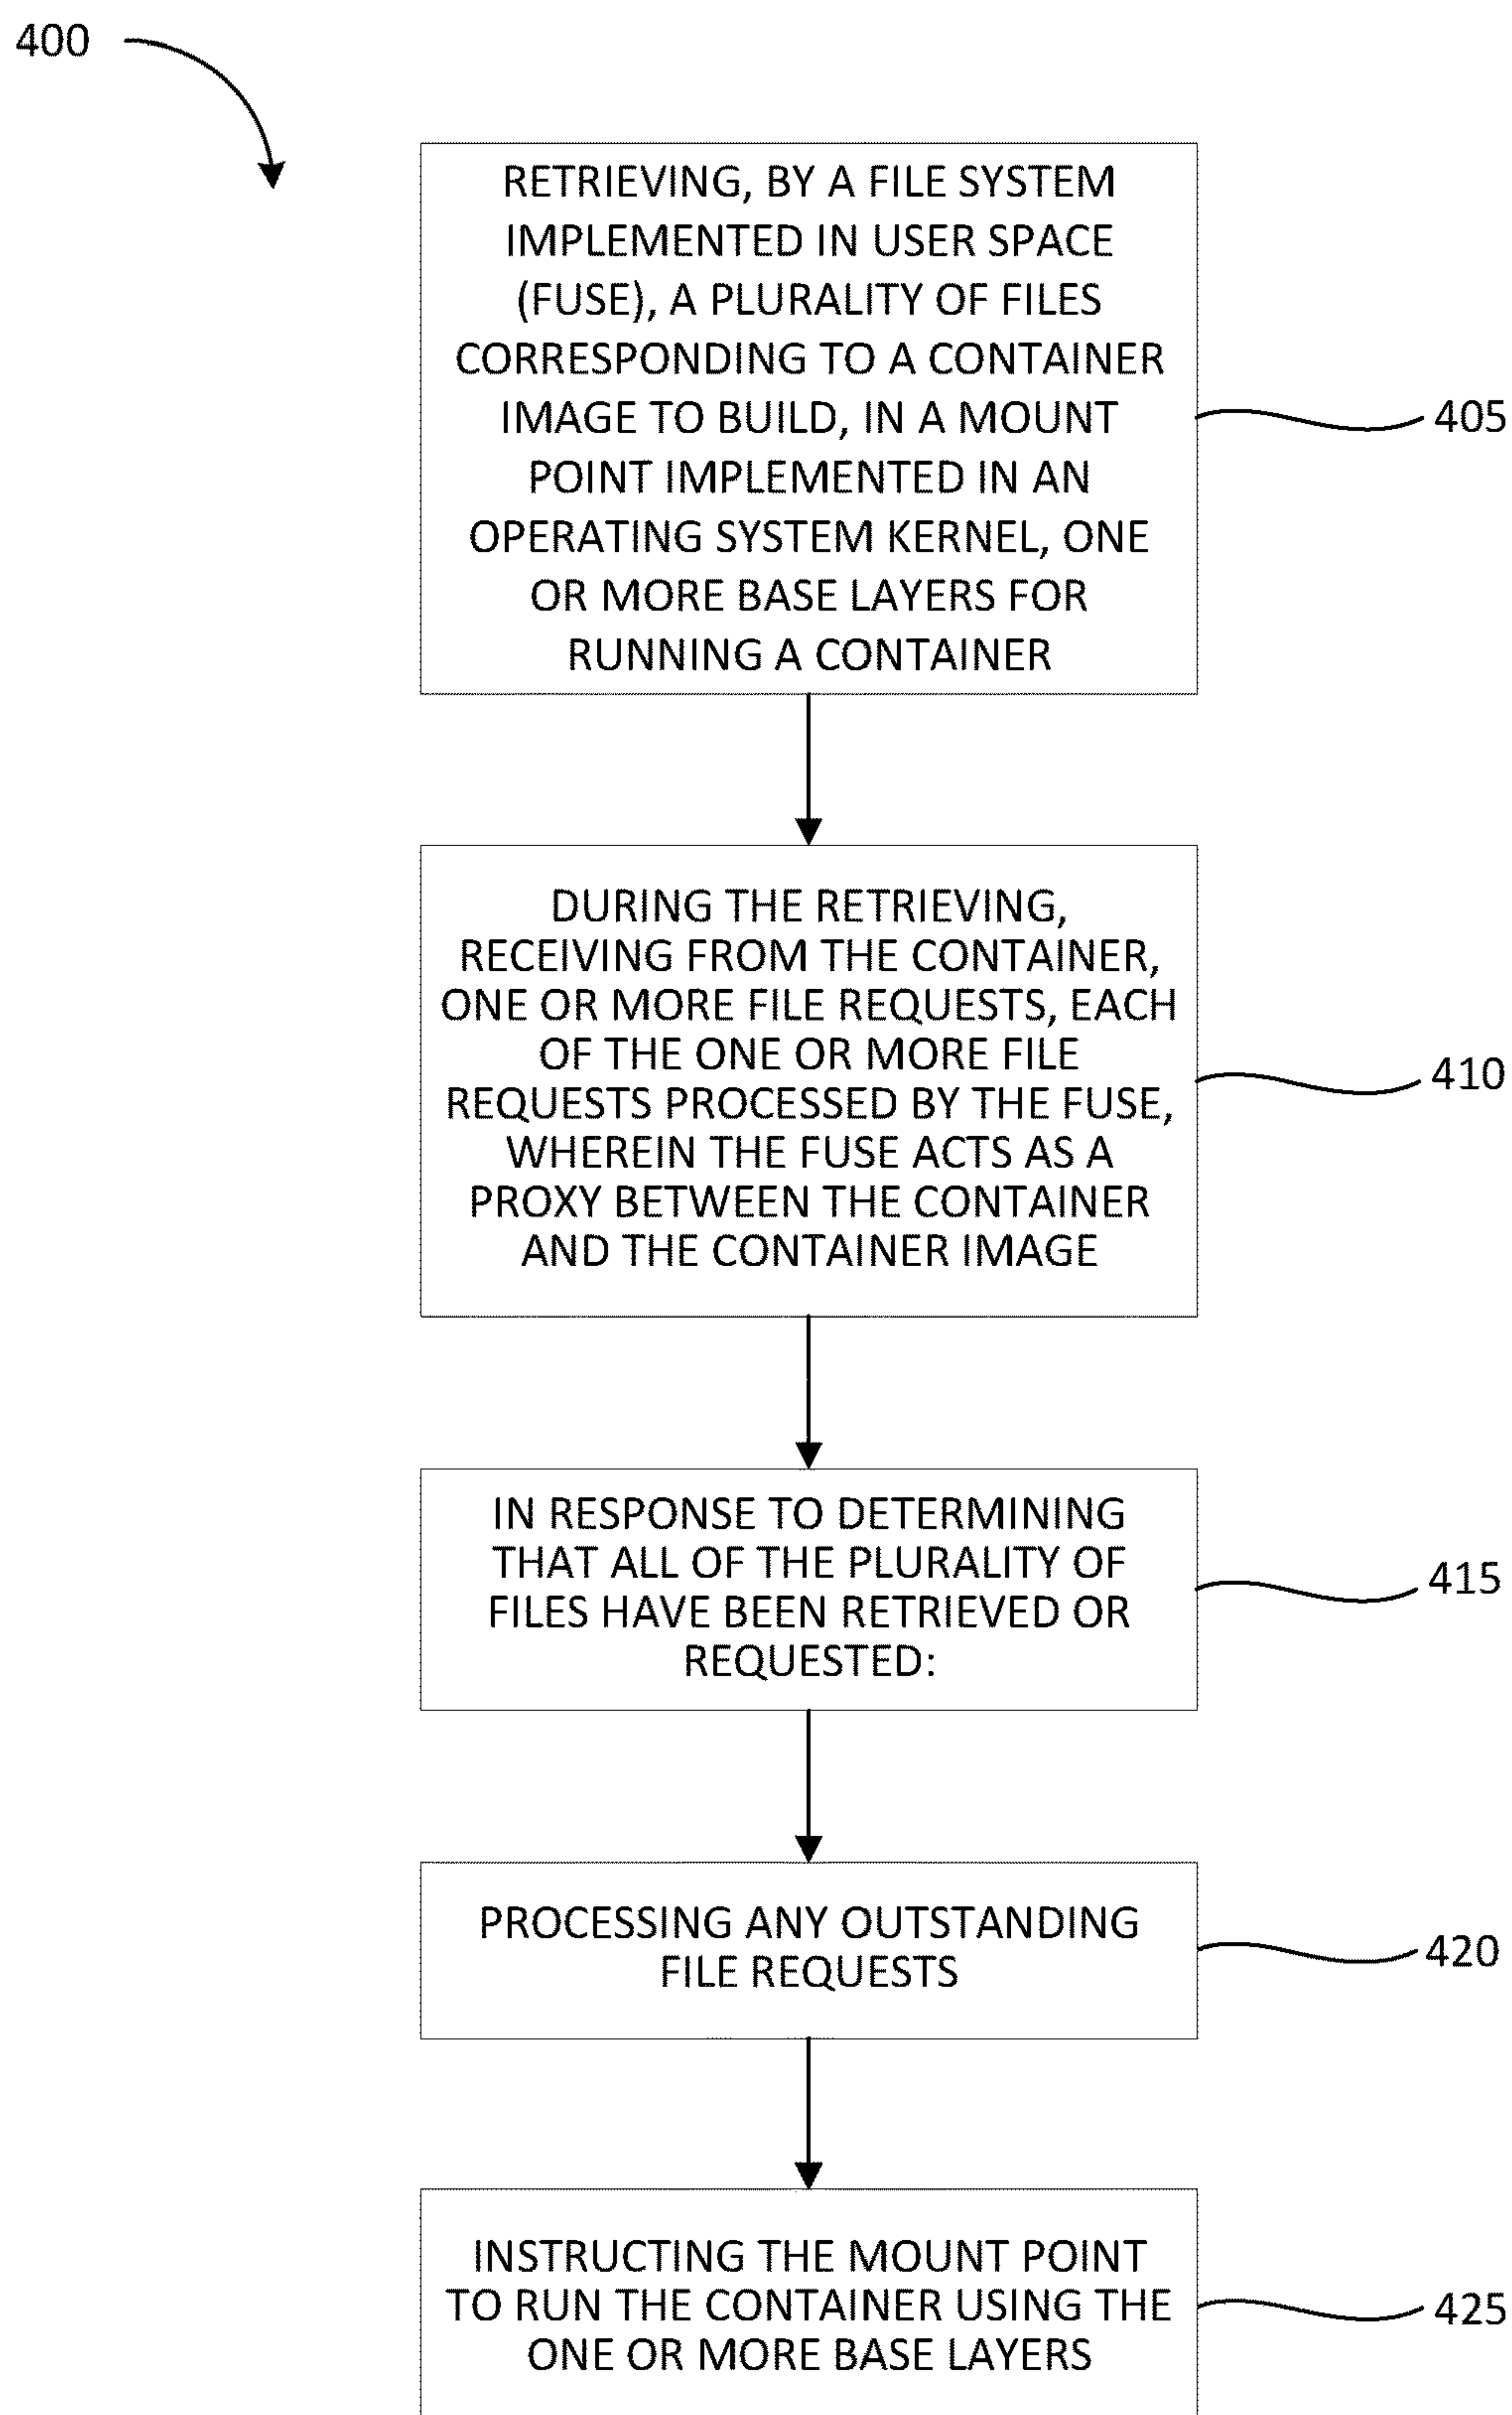 400
RETRIEVING, BY A FILE SYSTEM
IMPLEMENTED IN USER SPACE
(FUSE), A PLURALITY OF FILES
CORRESPONDING TO A CONTAINER
IMAGE TO BUILD, IN A MOUNT
POINT IMPLEMENTED IN AN
OPERATING SYSTEM KERNEL, ONE
OR MORE BASE LAYERS FOR
RUNNING A CONTAINER
405
DURING THE RETRIEVING,
RECEIVING FROM THE CONTAINER,
ONE OR MORE FILE REQUESTS, EACH
OF THE ONE OR MORE FILE
REQUESTS PROCESSED BY THE FUSE,
WHEREIN THE FUSE ACTS AS A
PROXY BETWEEN THE CONTAINER
AND THE CONTAINER IMAGE
410
IN RESPONSE TO DETERMINING
THAT ALL OF THE PLURALITY OF
FILES HAVE BEEN RETRIEVED OR
REQUESTED:
415
PROCESSING ANY OUTSTANDING
FILE REQUESTS
420
INSTRUCTING THE MOUNT POINT
TO RUN THE CONTAINER USING THE
ONE OR MORE BASE LAYERS
425